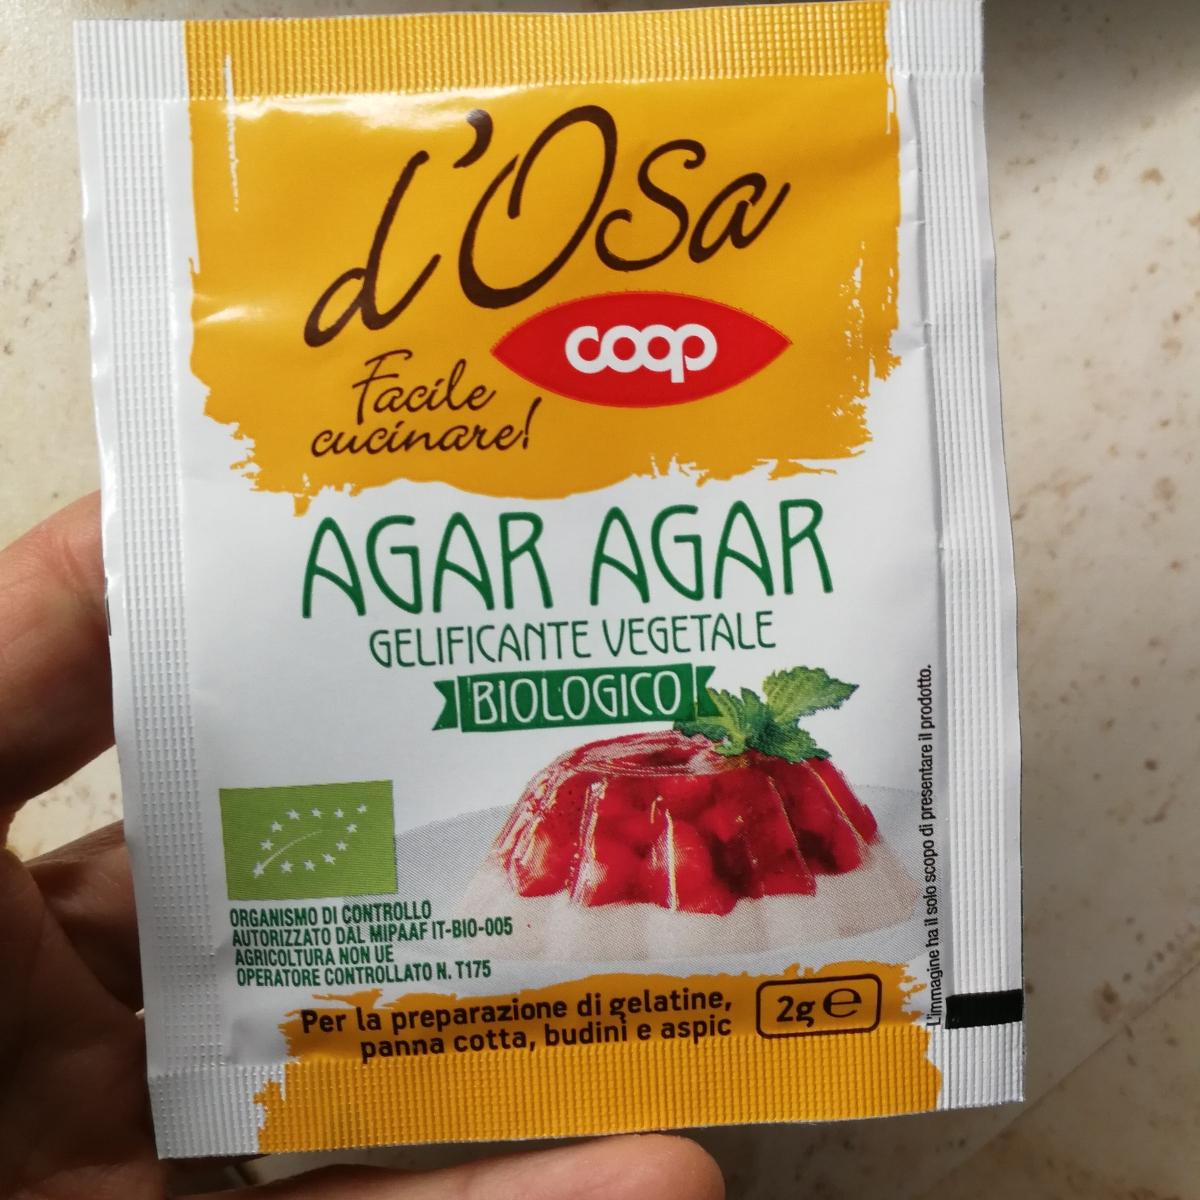 d'Osa
coop
Facile
cucinare!
AGAR AGAR
GELIFICANTE VEGETALE
BIOLOGICO
ORGANISMO DI CONTROLLO
AUTORIZZATO DAL MIPAAF IT-BIO-005
AGRICOLTURA NON UE
OPERATORE CONTROLLATO N. T175
Per la preparazione di gelatine,
panna cotta, budini e aspic
2g e
L'immagine ha il solo scopo di presentare il prodotto.